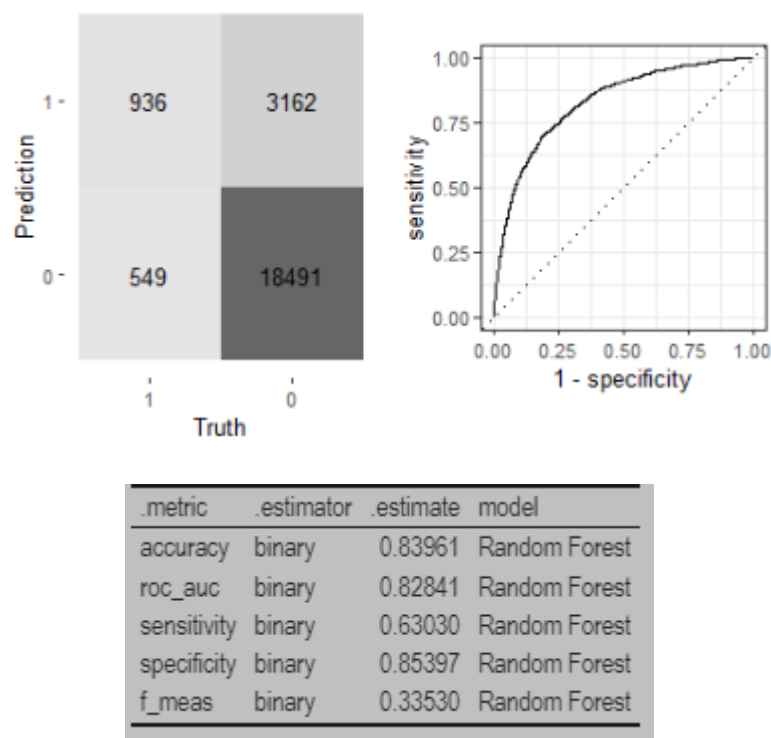 1
936
3162
0
549
18491
1
0
Prediction
Truth
1.00
0.75
0.50
0.25
0.00
sensitivity
0.00 0.25 0.50 0.75 1.00
1 - specificity
.metric .estimator .estimate model
accuracy binary 0.83961 Random Forest
roc_auc binary 0.82841 Random Forest
sensitivity binary 0.63030 Random Forest
specificity binary 0.85397 Random Forest
f_meas binary 0.33530 Random Forest